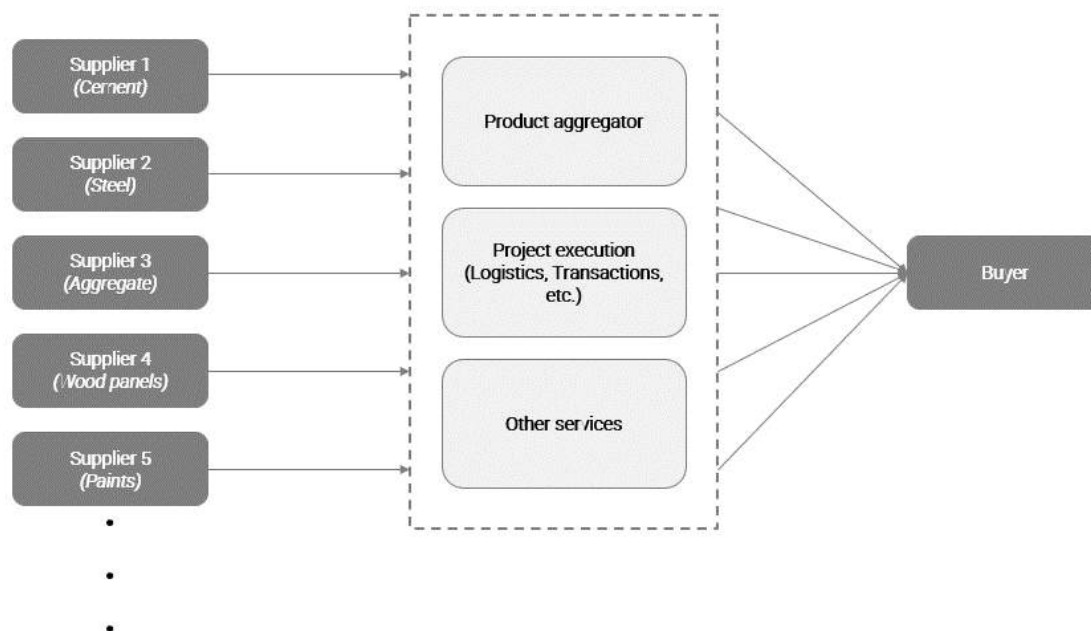 Supplier 1
(Cement)
Supplier 2
(Steel)
Supplier 3
(Aggregate)
Supplier 4
(Wood panels)
Supplier 5
(Paints)
Product aggregator
Project execution
(Logistics, Transactions,
etc.)
Other services
Buyer